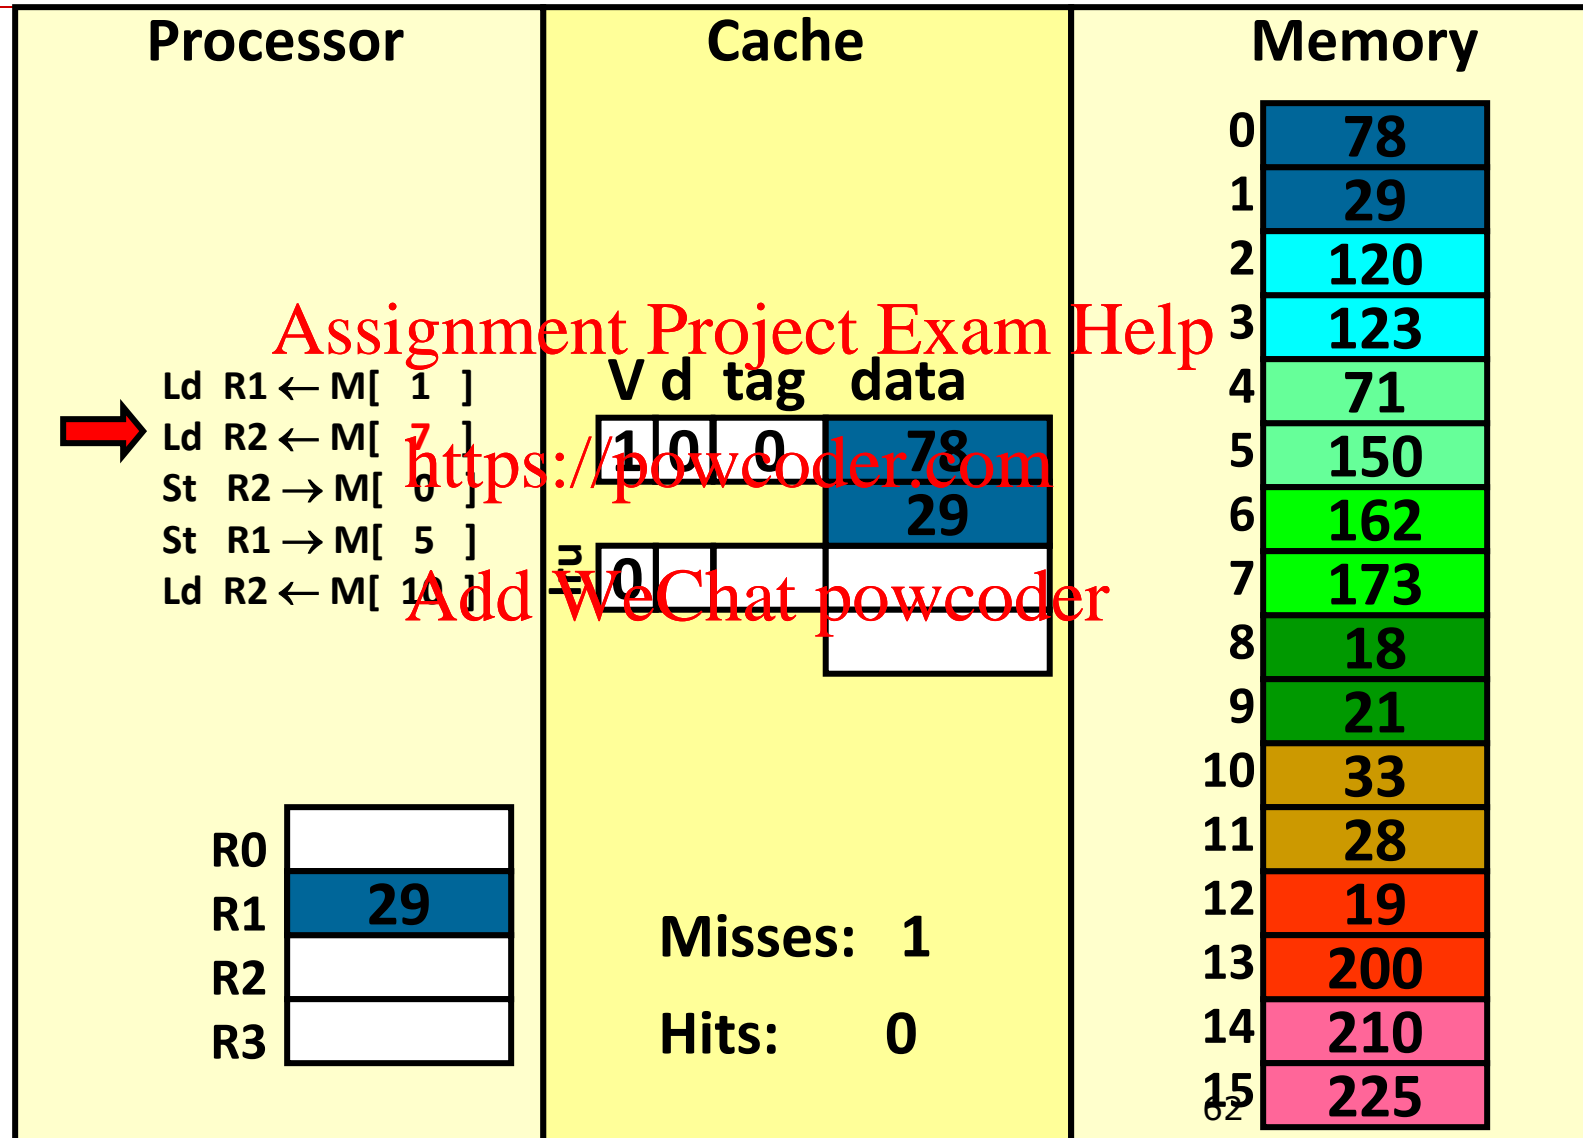 Processor
Cache
Memory
Assignment Project Exam Help
https://powcoder.com
Add WeChat powcoder
Ld R1 ← M[ 1 ]
Ld R2 ← M[ 7 ]
St R2 → M[ 0 ]
St R1 → M[ 5 ]
Ld R2 ← M[ 10 ]
R0
R1 29
R2
R3
V d tag data
1 0 0 78
29
lru
0
Misses: 1
Hits: 0
0 78
1 29
2 120
3 123
4 71
5 150
6 162
7 173
8 18
9 21
10 33
11 28
12 19
13 200
14 210
15 225
62